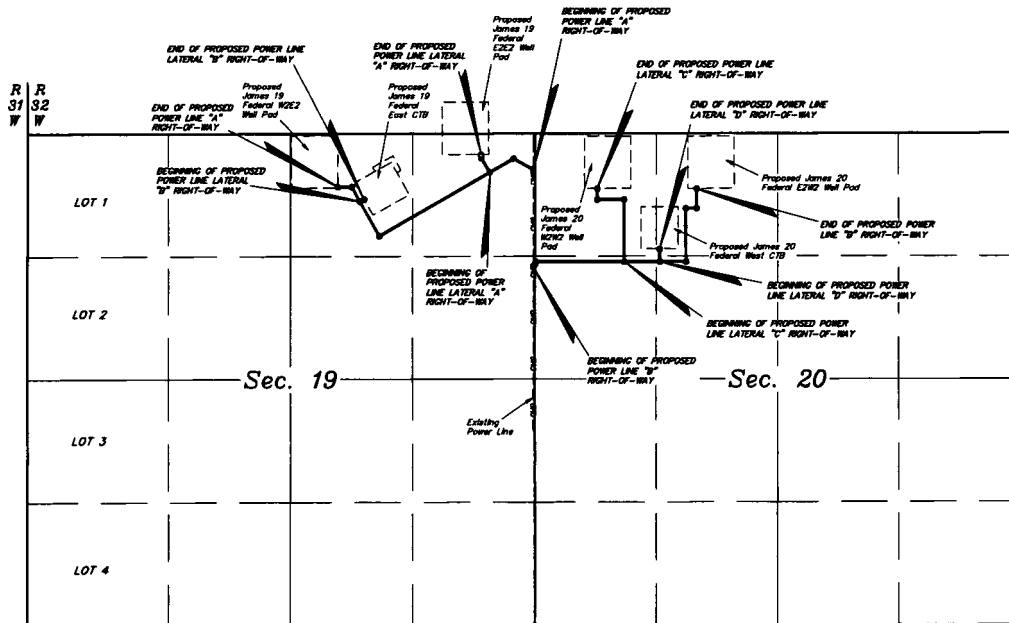 R R
31 32
W W
END OF PROPOSED POWER LINE
LATERAL "B" RIGHT-OF-WAY
END OF PROPOSED
POWER LINE LATERAL
"A" RIGHT-OF-WAY
Proposed
James 19
Federal
E2E2 Well
Pad
BEGINNING OF PROPOSED
POWER LINE "A"
RIGHT-OF-WAY
END OF PROPOSED POWER LINE
LATERAL "C" RIGHT-OF-WAY
END OF PROPOSED POWER LINE
LATERAL "D" RIGHT-OF-WAY
END OF PROPOSED
POWER LINE "A"
RIGHT-OF-WAY
Proposed
James 19
Federal W2E2
Well Pad
Proposed
James 19
Federal
East CTB
BEGINNING OF PROPOSED
POWER LINE LATERAL
"B" RIGHT-OF-WAY
LOT 1
Proposed
James 20
Federal
W2W2 Well
Pad
Proposed James 20
Federal E2W2 Well Pad
END OF PROPOSED POWER
LINE "B" RIGHT-OF-WAY
Proposed James 20
Federal West CTB
BEGINNING OF
PROPOSED POWER
LINE LATERAL "A"
RIGHT-OF-WAY
BEGINNING OF PROPOSED POWER
LINE LATERAL "D" RIGHT-OF-WAY
BEGINNING OF PROPOSED POWER
LINE LATERAL "C" RIGHT-OF-WAY
BEGINNING OF PROPOSED
POWER LINE "B"
RIGHT-OF-WAY
LOT 2
Sec. 19
Sec. 20
Existing
Power Line
LOT 3
LOT 4